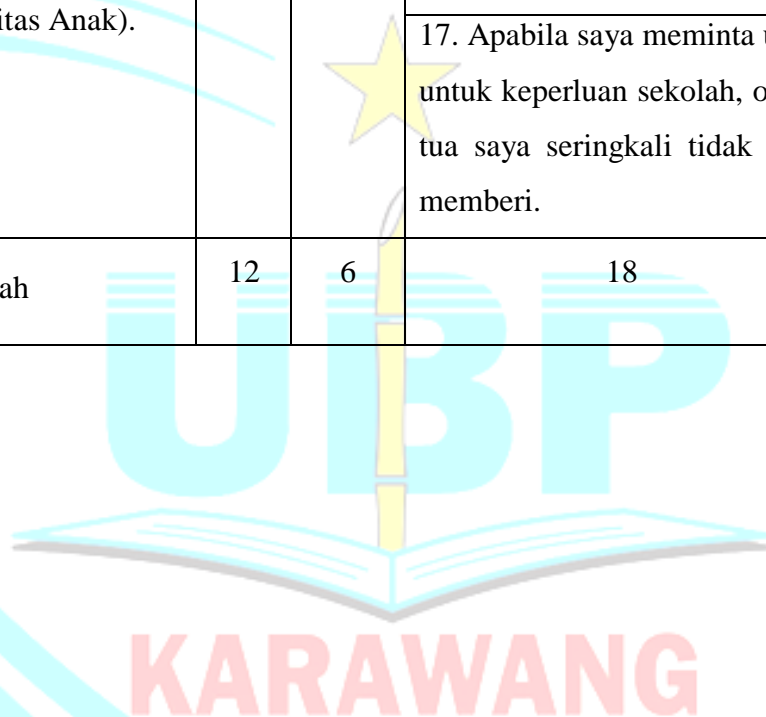 itas Anak).
17. Apabila saya meminta
untuk keperluan sekolah,
tua saya seringkali tidak
memberi.
ah 12 6 18
UBP
KARAWANG